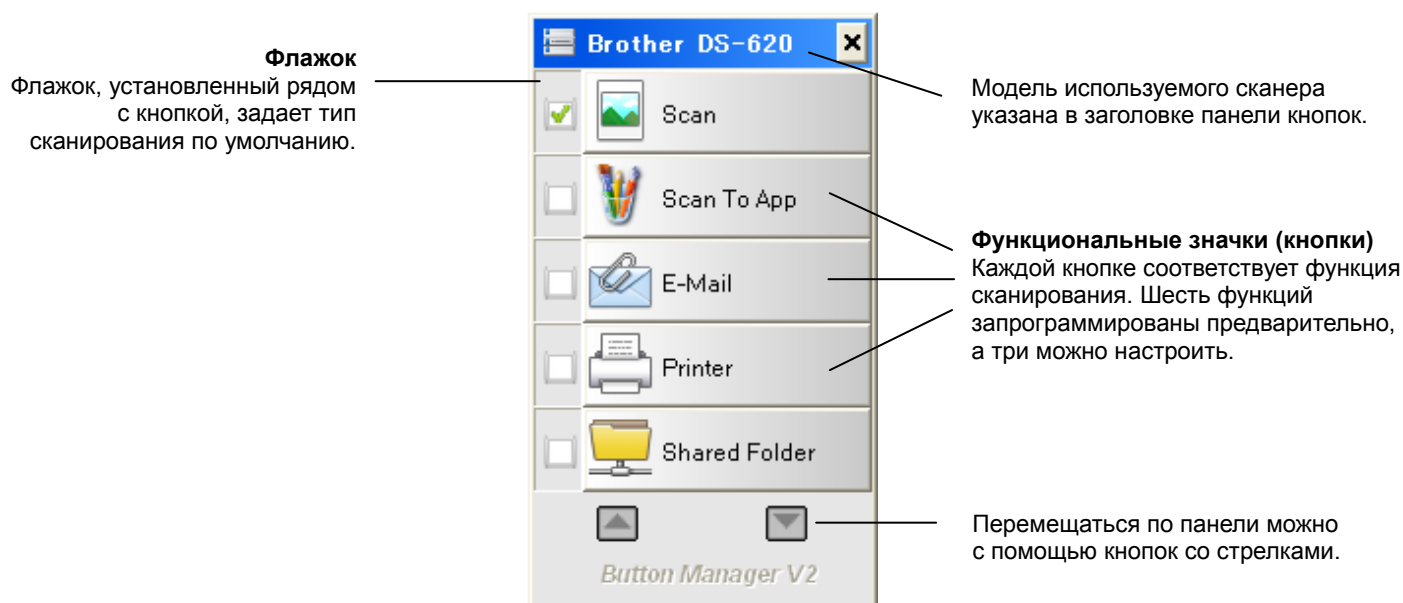 Флажок
Флажок, установленный рядом
с кнопкой, задает тип
сканирования по умолчанию.
Brother DS-620
Scan
Scan To App
E-Mail
Printer
Shared Folder
Button Manager V2
Модель используемого сканера
указана в заголовке панели кнопок.
Функциональные значки (кнопки)
Каждой кнопке соответствует функция
сканирования. Шесть функций
запрограммированы предварительно,
а три можно настроить.
Перемещаться по панели можно
с помощью кнопок со стрелками.